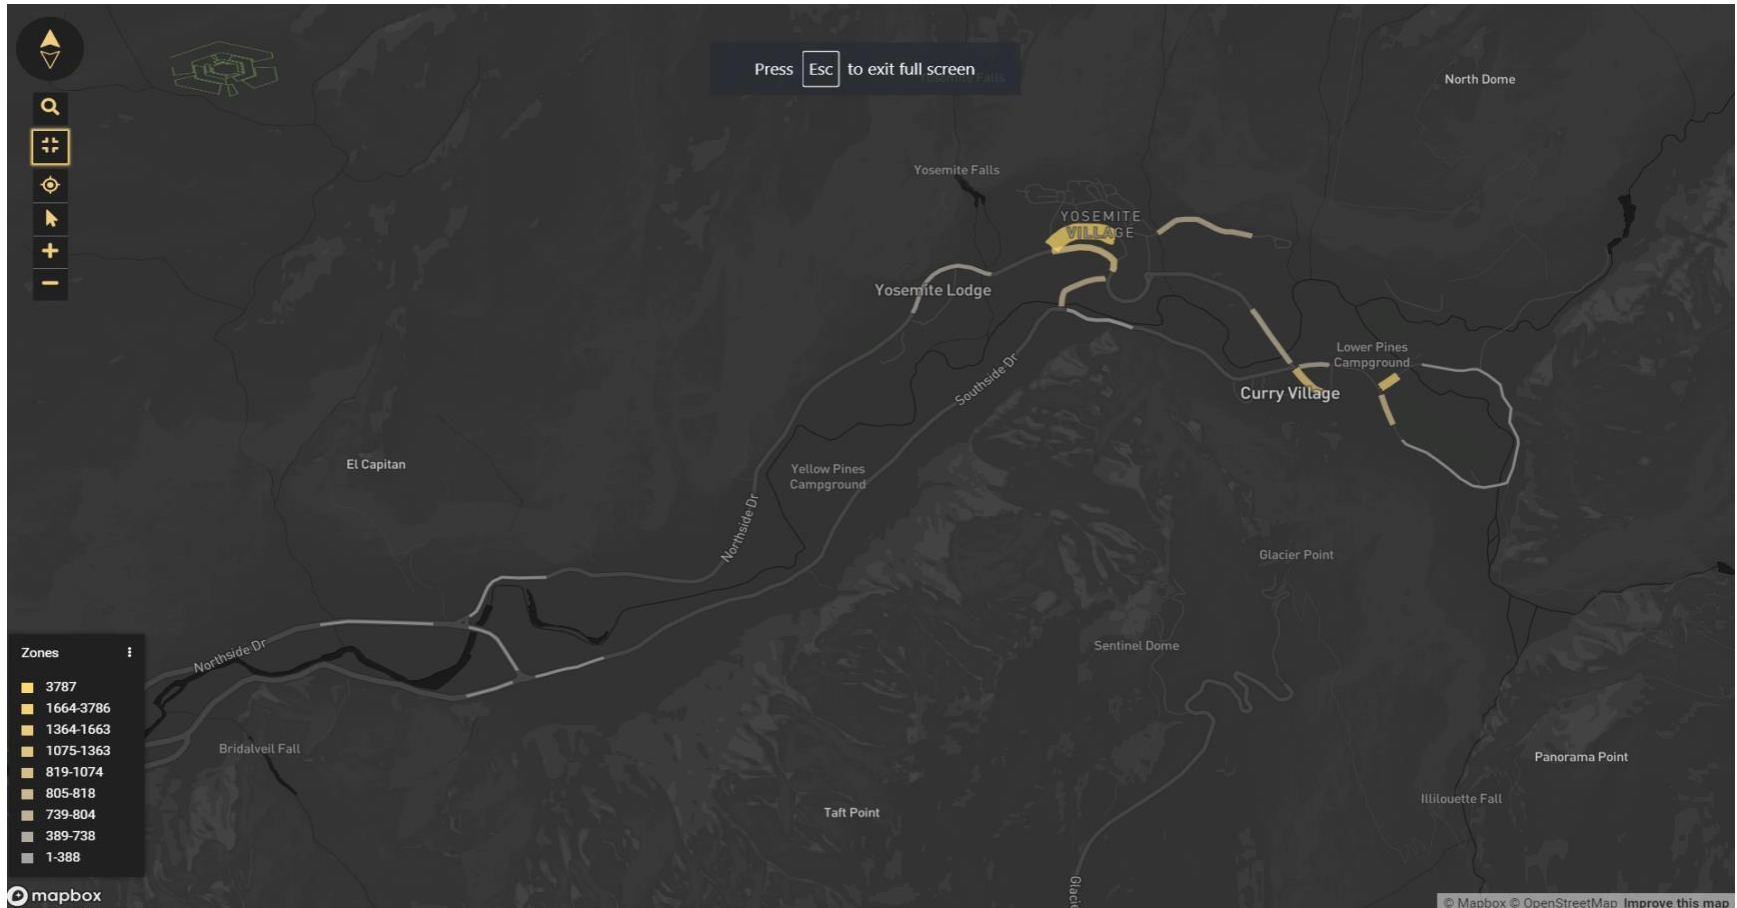 Press Esc to exit full screen
North Dome
Yosemite Falls
YOSEMITE
VILLAGE
Yosemite Lodge
Lower Pines
Campground
Southside Dr
Curry Village
El Capitan
Yellow Pines
Campground
Northside Dr
Glacier Point
Northside Dr
Sentinel Dome
Bridalveil Fall
Panorama Point
Illilouette Fall
Taft Point
Glacie
Zones
3787
1664-3786
1364-1663
1075-1363
819-1074
805-818
739-804
389-738
1-388
mapbox
© Mapbox © OpenStreetMap Improve this map